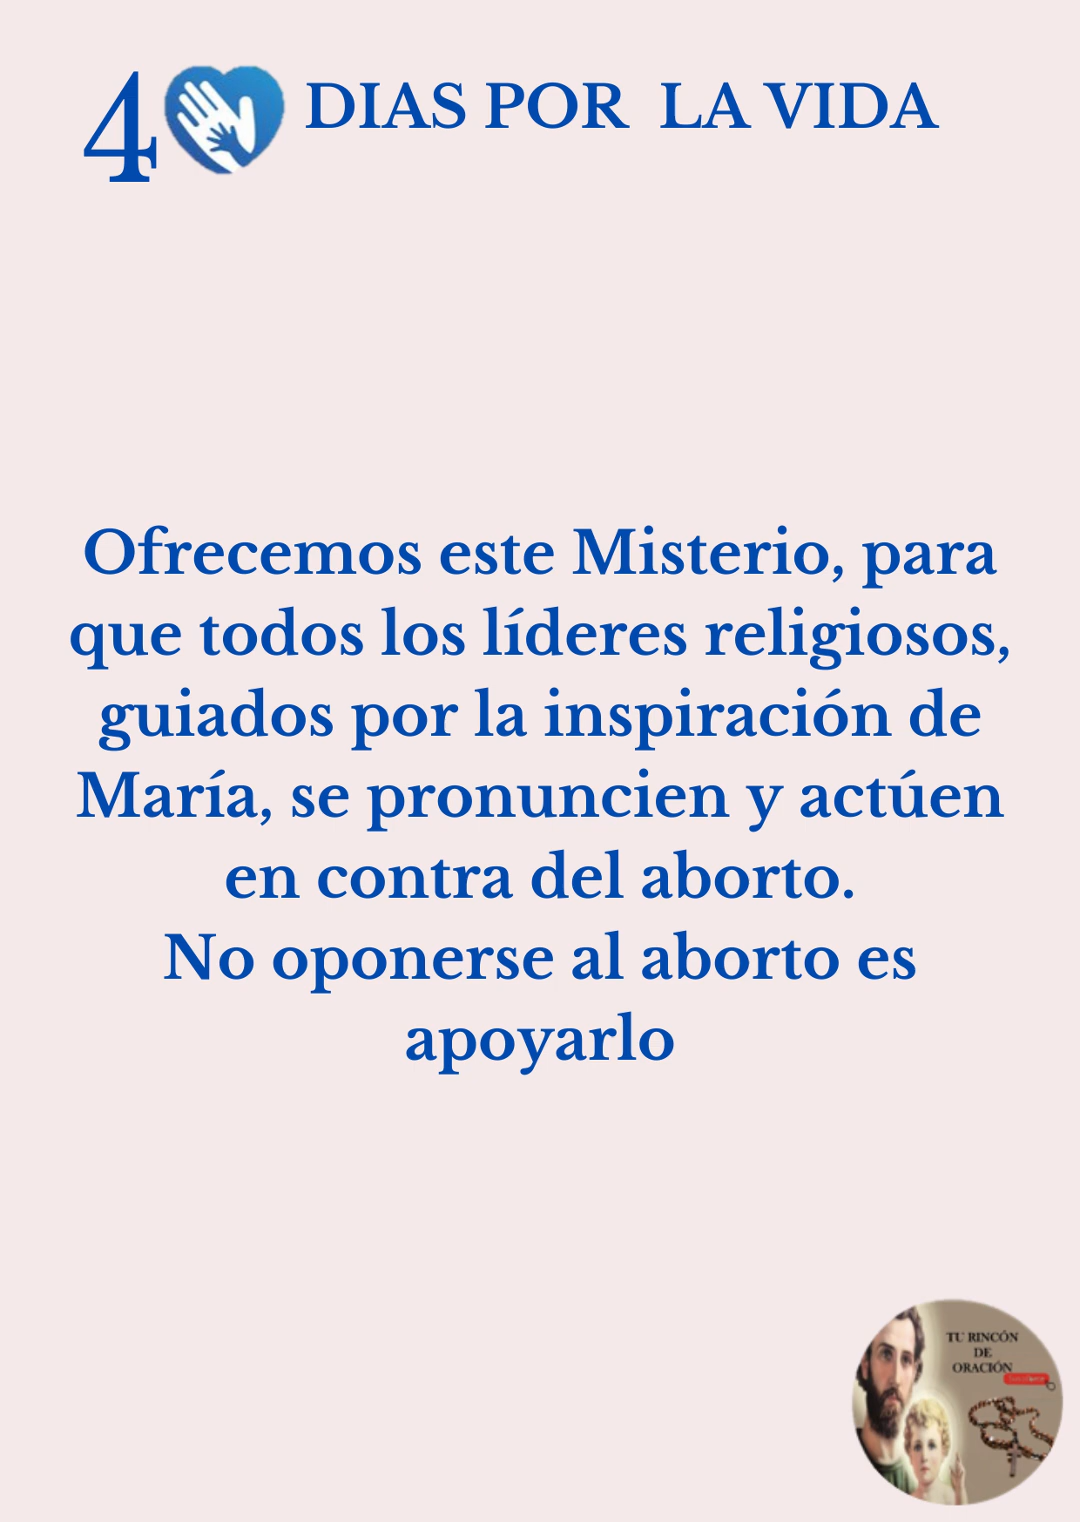 4 DIAS POR LA VIDA
Ofrecemos este Misterio, para
que todos los líderes religiosos,
guiados por la inspiración de
María, se pronuncien y actúen
en contra del aborto.
No oponerse al aborto es
apoyarlo
TU RINCÓN
DE
ORACIÓN